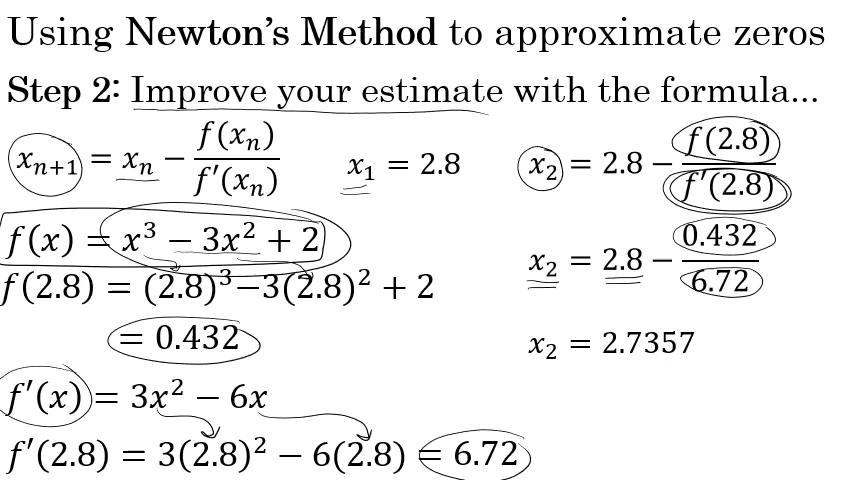 Using Newton's Method to approximate zeros
Step 2: Improve your estimate with the formula...
xₙ₊₁ = xₙ − f(xₙ)/f′(xₙ)
x₁ = 2.8
f(x) = x³ − 3x² + 2
f(2.8) = (2.8)³−3(2.8)² + 2
= 0.432
f′(x) = 3x² − 6x
f′(2.8) = 3(2.8)² − 6(2.8) = 6.72
x₂ = 2.8 − f(2.8)/f′(2.8)
x₂ = 2.8 − 0.432/6.72
x₂ = 2.7357